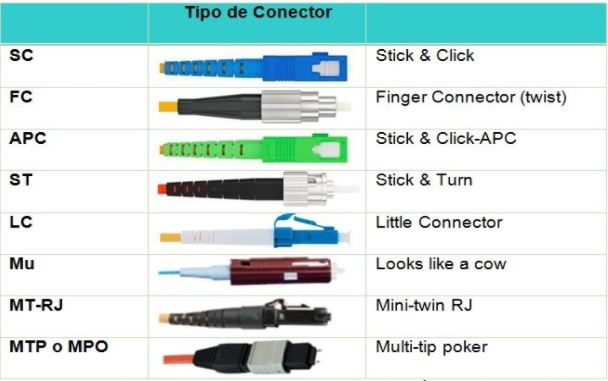 Tipo de Conector
SC Stick & Click
FC Finger Connector (twist)
APC Stick & Click-APC
ST Stick & Turn
LC Little Connector
Mu Looks like a cow
MT-RJ Mini-twin RJ
MTP o MPO Multi-tip poker